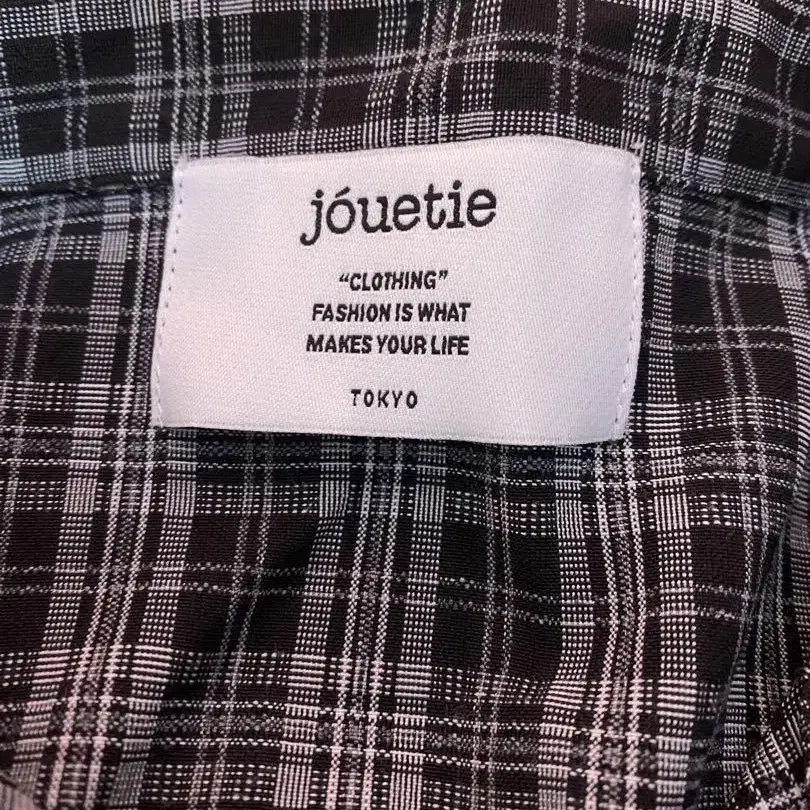 jóuetie
“CLOTHING”
FASHION IS WHAT
MAKES YOUR LIFE
TOKYO